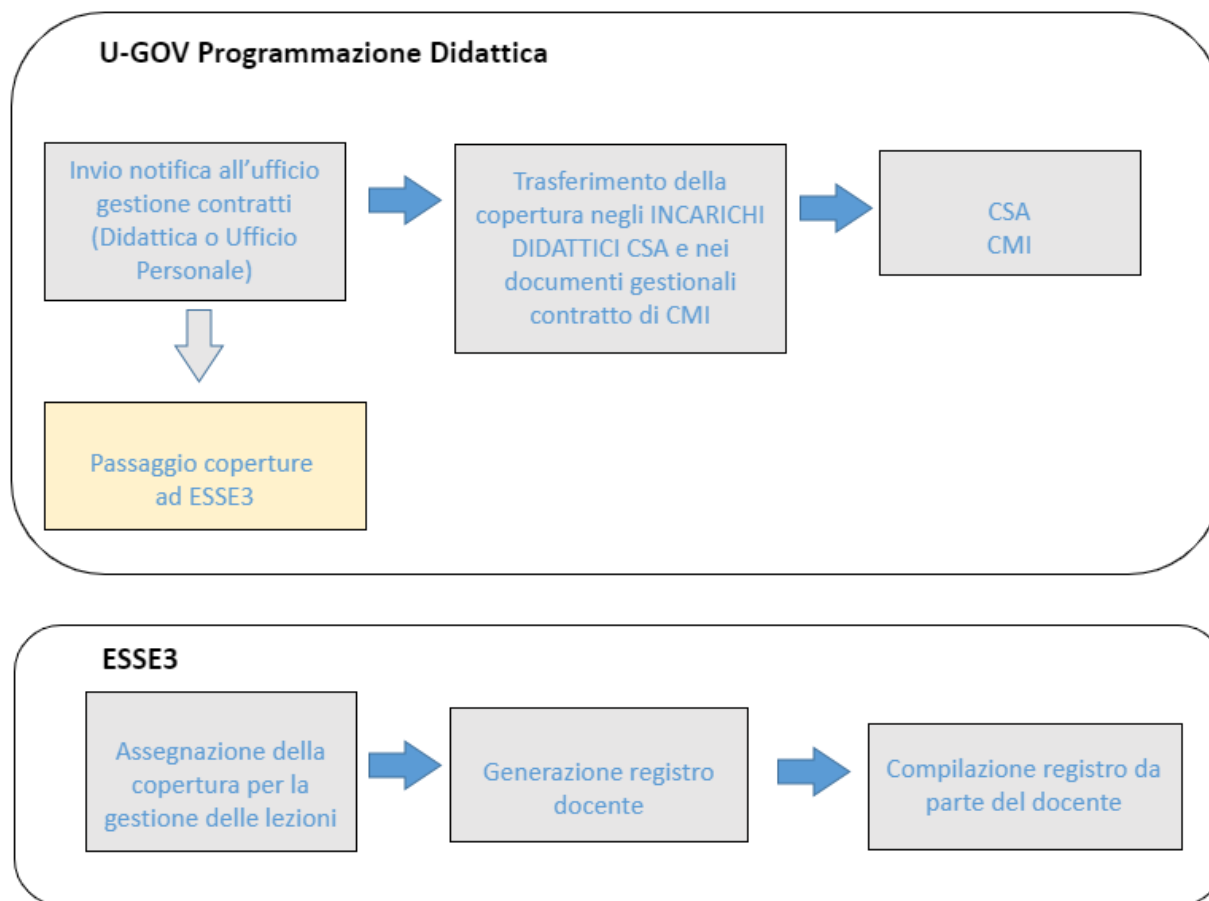 U-GOV Programmazione Didattica
Invio notifica all'ufficio
gestione contratti
(Didattica o Ufficio
Personale)
Trasferimento della
copertura negli INCARICHI
DIDATTICI CSA e nei
documenti gestionali
contratto di CMI
CSA
CMI
Passaggio coperture
ad ESSE3
ESSE3
Assegnazione della
copertura per la
gestione delle lezioni
Generazione registro
docente
Compilazione registro da
parte del docente